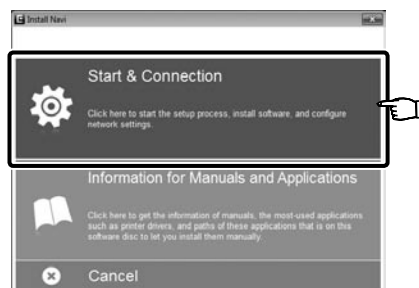 Install Navi
Start & Connection
Click here to start the setup process, install software, and configure
network settings.
Information for Manuals and Applications
Click here to get the information of manuals, the most-used applications
such as printer drivers, and paths of these applications that is on this
software disc to let you install them manually.
Cancel